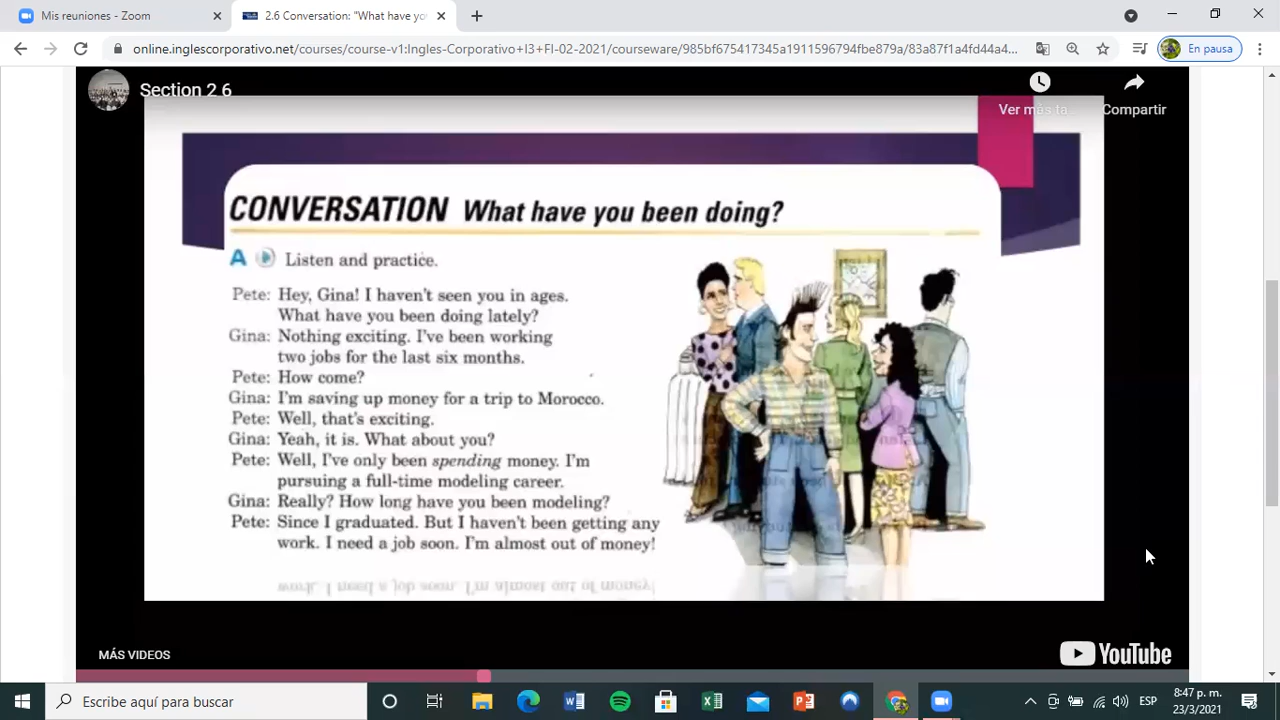 Mis reuniones - Zoom
2.6 Conversation: "What have yo
En pausa
online.inglescorporativo.net/courses/course-v1:Ingles-Corporativo+I3+FI-02-2021/courseware/985bf675417345a1911596794fbe879a/83a87f1a4fd44a4...
Section 2 6
Ver más ta...
Compartir
CONVERSATION What have you been doing?
A Listen and practice.
Pete: Hey, Gina! I haven't seen you in ages.
What have you been doing lately?
Gina: Nothing exciting. I've been working
two jobs for the last six months.
Pete: How come?
Gina: I'm saving up money for a trip to Morocco.
Pete: Well, that's exciting.
Gina: Yeah, it is. What about you?
Pete: Well, I've only been spending money. I'm
pursuing a full-time modeling career.
Gina: Really? How long have you been modeling?
Pete: Since I graduated. But I haven't been getting any
work. I need a job soon. I'm almost out of money!
MÁS VIDEOS
YouTube
Escribe aquí para buscar
ESP
8:47 p. m.
23/3/2021